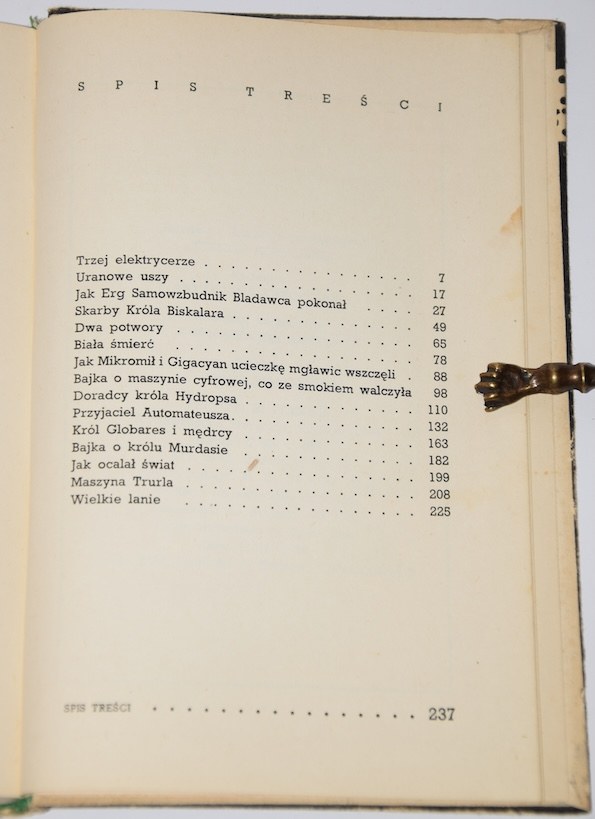 SPIS TREŚCI
Trzej elektrycerze . . . . . . . . . . . . . . 7
Uranowe uszy . . . . . . . . . . . . . . . . 17
Jak Erg Samowzbudnik Bladawca pokonał . . . . 27
Skarby Króla Biskalara . . . . . . . . . . . . 49
Dwa potwory . . . . . . . . . . . . . . . . 65
Biała śmierć . . . . . . . . . . . . . . . . 78
Jak Mikromił i Gigacyan ucieczkę mgławic wszczęli . 88
Bajka o maszynie cyfrowej, co ze smokiem walczyła 98
Doradcy króla Hydropsa . . . . . . . . . . . 110
Przyjaciel Automateusza . . . . . . . . . . . . 132
Król Globares i mędrcy . . . . . . . . . . . 163
Bajka o królu Murdasie . . . . . . . . . . . 182
Jak ocalał świat . . . . . . . . . . . . . . 199
Maszyna Trurla . . . . . . . . . . . . . . . 208
Wielkie lanie . . . . . . . . . . . . . . . 225
SPIS TREŚCI . . . . . . . . . . . . . . . . 237